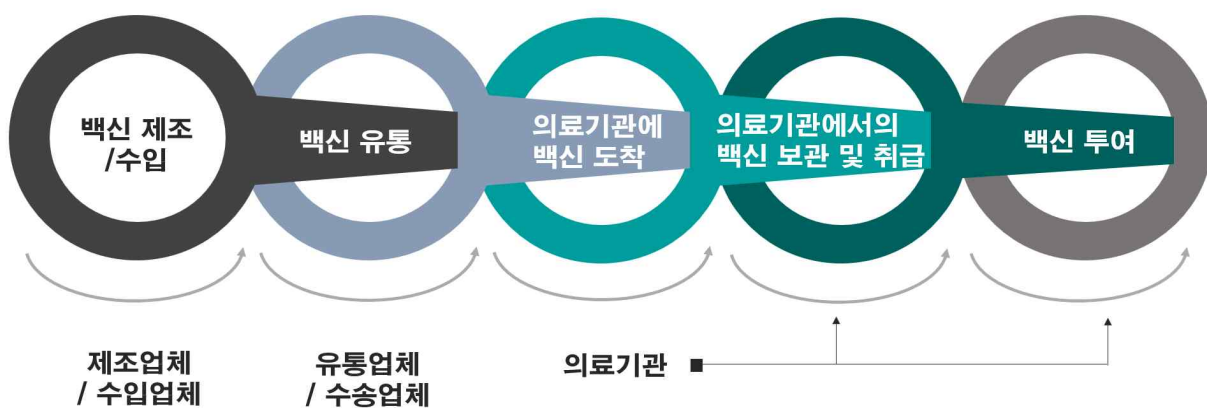 백신 제조
/수입
백신 유통
의료기관에
백신 도착
의료기관에서의
백신 보관 및 취급
백신 투여
제조업체
/ 수입업체
유통업체
/ 수송업체
의료기관